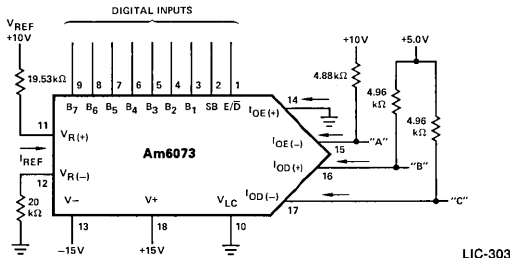 DIGITAL INPUTS
VREF
+10V
+10V
+5.0V
19.53kΩ
4.88kΩ
4.96
kΩ
4.96
kΩ
9 8 7 6 5 4 3 2 1
B7 B6 B5 B4 B3 B2 B1 SB E/D̅
14
IOE(+)
11
VR(+)
IOE(-)
15
"A"
IREF
Am6073
IOD(+)
16
"B"
12
VR(-)
IOD(-)
17
"C"
20
kΩ
V- V+ VLC
13 18 10
-15V +15V
LIC-303